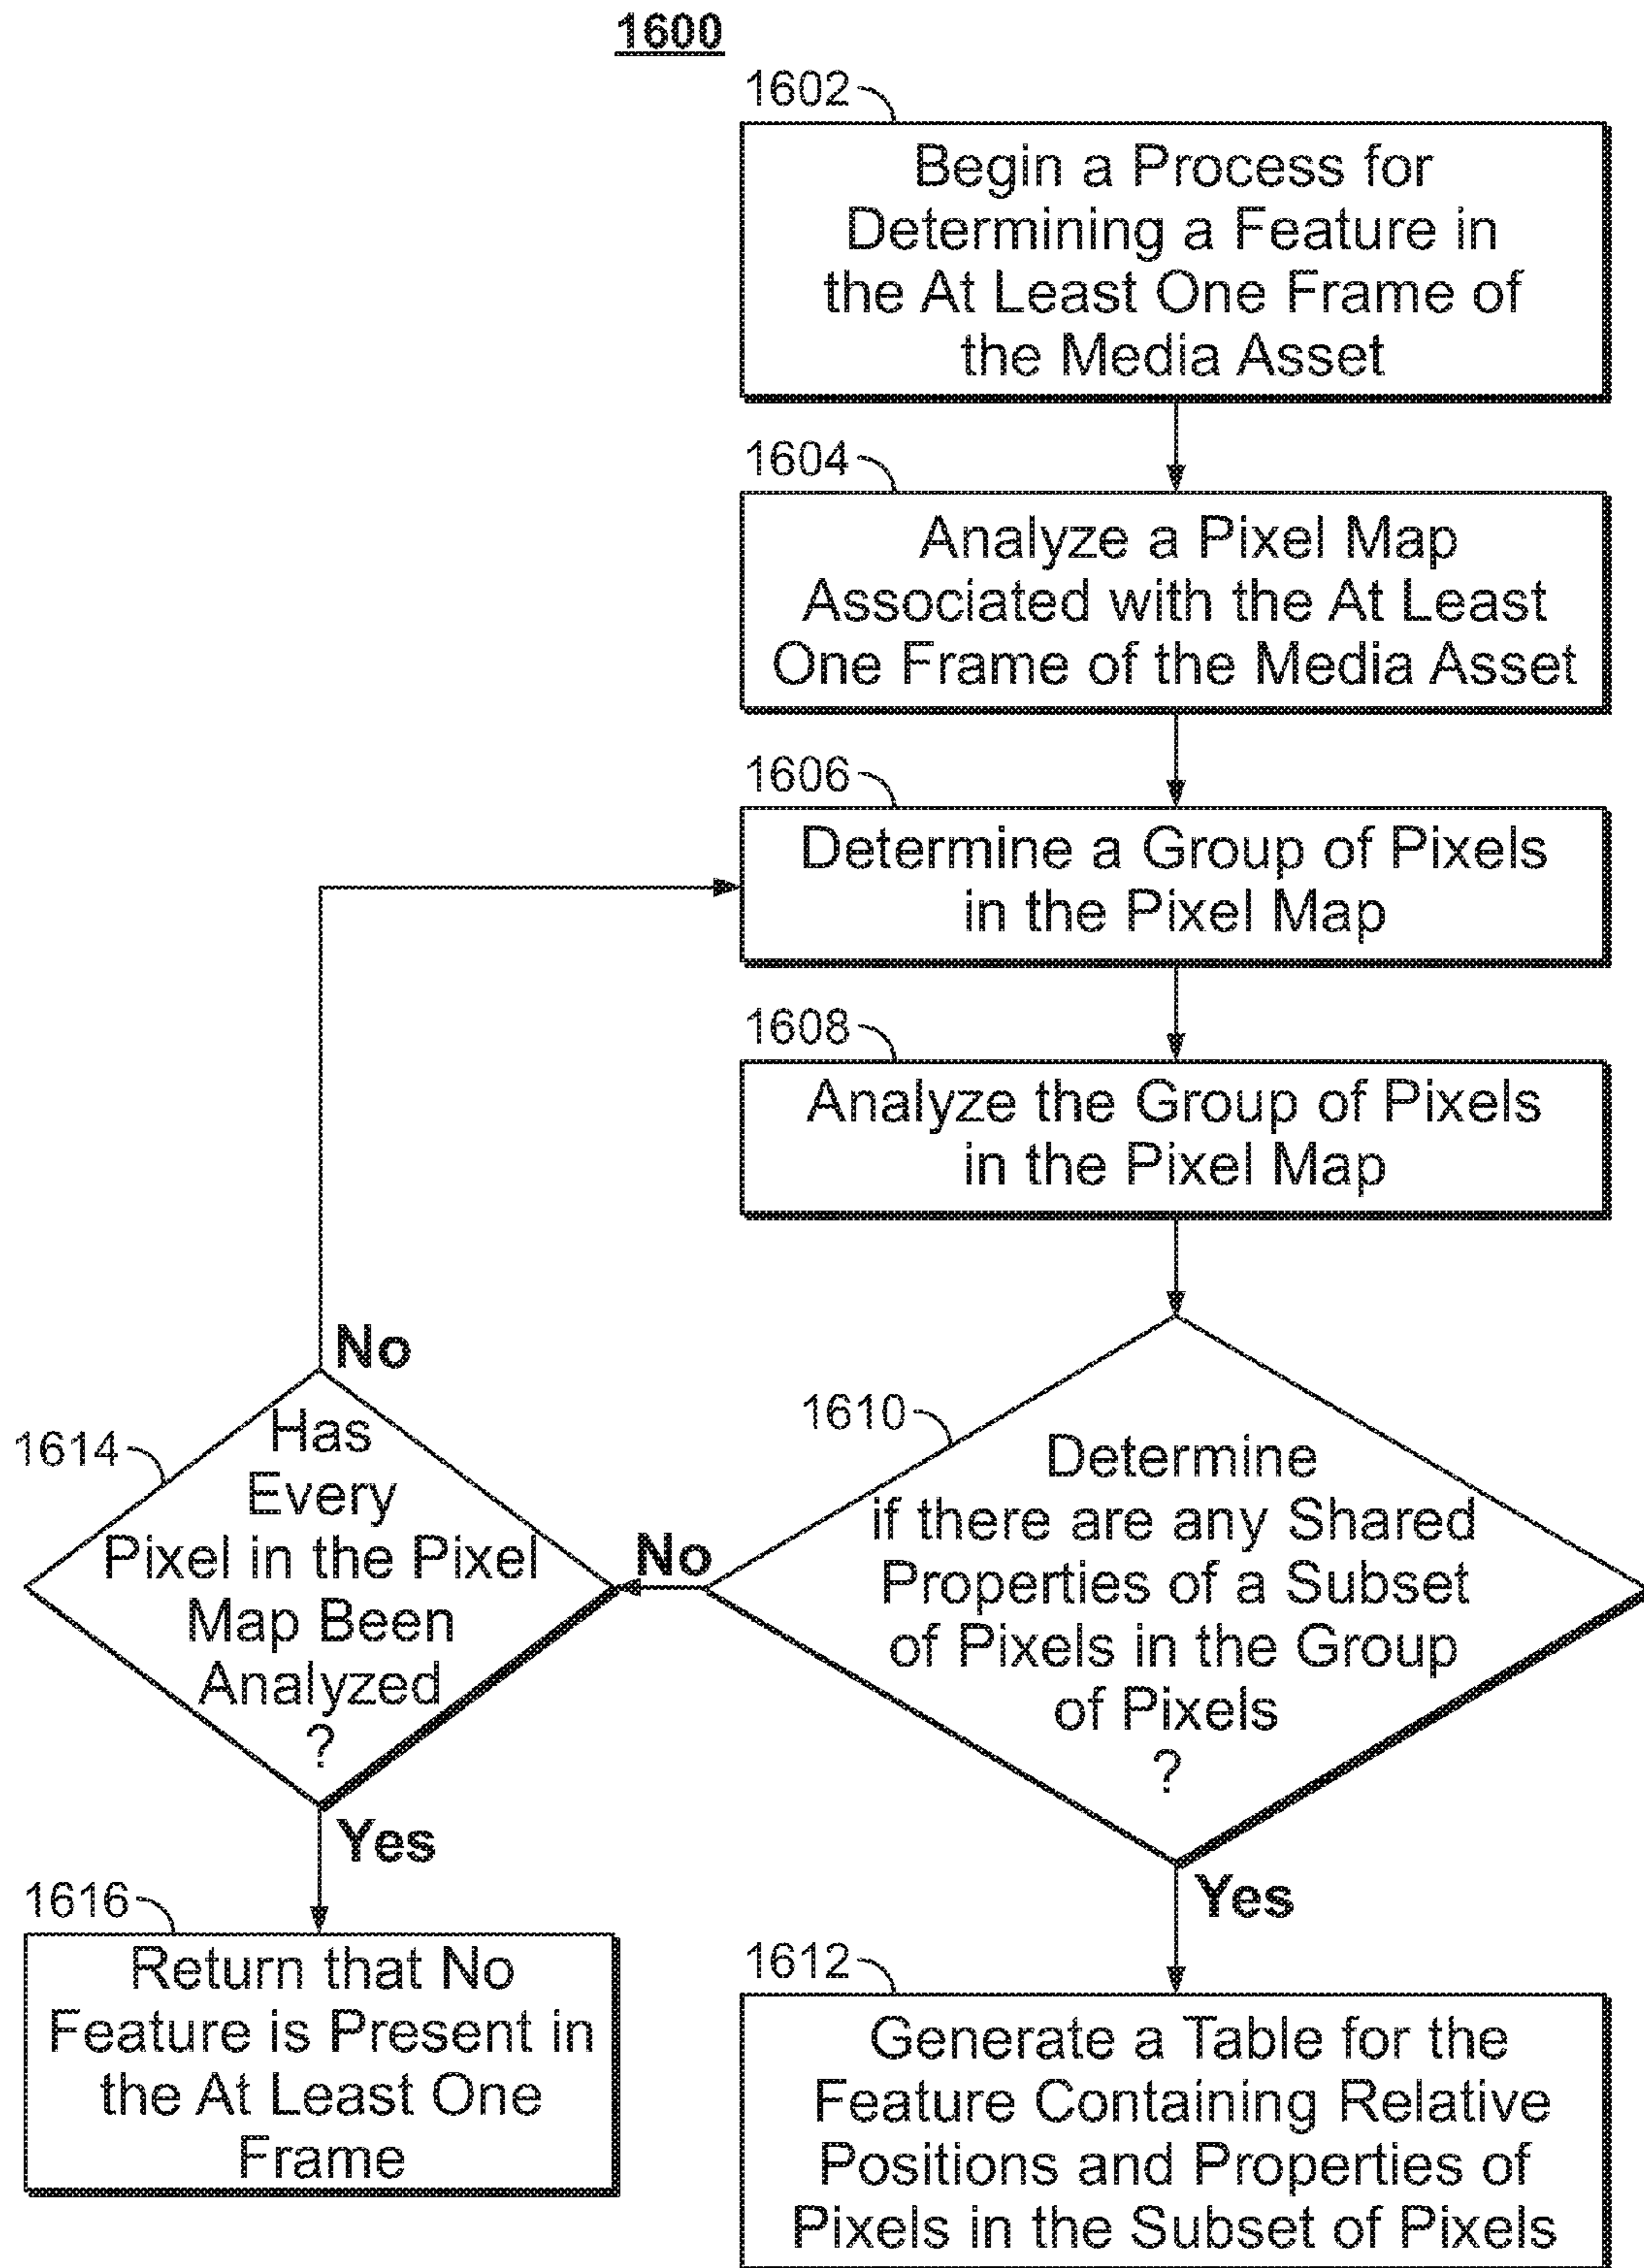 1600
1602
Begin a Process for
Determining a Feature in
the At Least One Frame of
the Media Asset
1604
Analyze a Pixel Map
Associated with the At Least
One Frame of the Media Asset
1606
Determine a Group of Pixels
in the Pixel Map
1608
Analyze the Group of Pixels
in the Pixel Map
1610
Determine
if there are any Shared
Properties of a Subset
of Pixels in the Group
of Pixels
?
No
Yes
1614
Has
Every
Pixel in the Pixel
Map Been
Analyzed
?
No
Yes
1616
Return that No
Feature is Present in
the At Least One
Frame
1612
Generate a Table for the
Feature Containing Relative
Positions and Properties of
Pixels in the Subset of Pixels